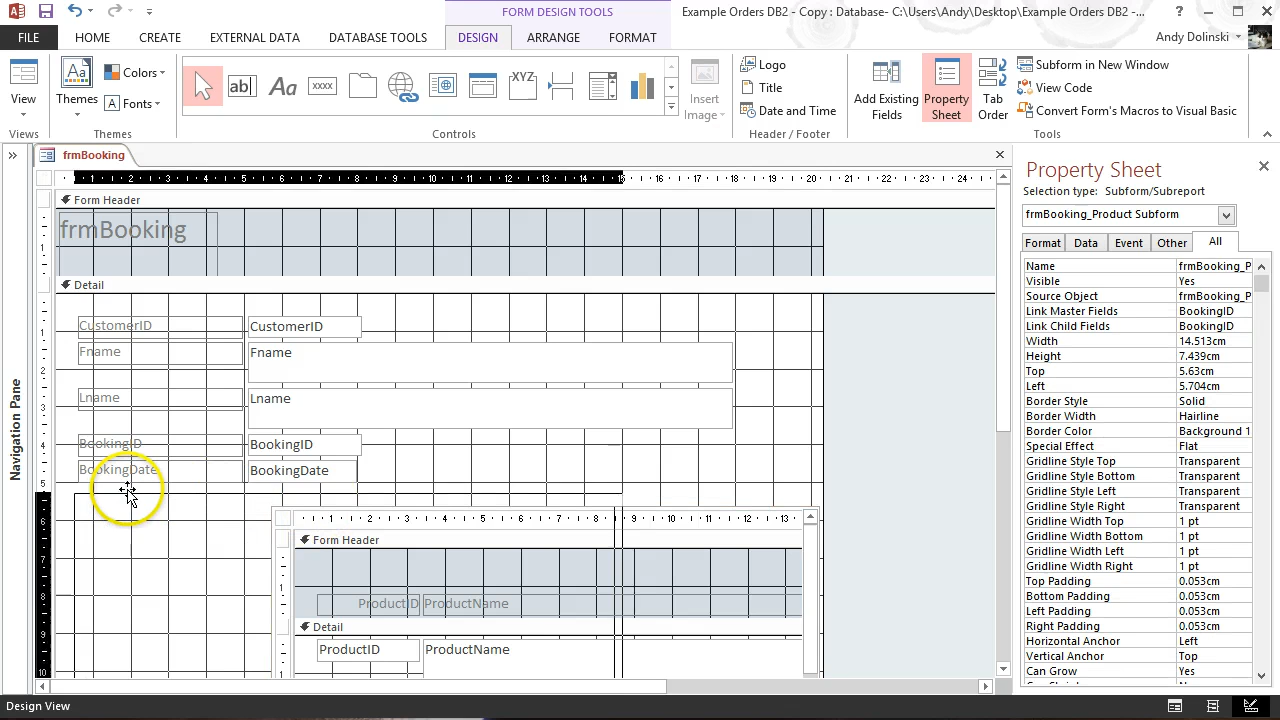 FORM DESIGN TOOLS
Example Orders DB2 - Copy : Database- C:\Users\Andy\Desktop\Example Orders DB2 -...
FILE HOME CREATE EXTERNAL DATA DATABASE TOOLS DESIGN ARRANGE FORMAT
Andy Dolinski
View
Themes
Colors
Fonts
ab|
Aa
xxxx
XYZ
Insert
Image
Logo
Title
Date and Time
Add Existing
Fields
Property
Sheet
Tab
Order
Subform in New Window
View Code
Convert Form's Macros to Visual Basic
Views
Themes
Controls
Header / Footer
Tools
frmBooking
Navigation Pane
Form Header
frmBooking
Detail
CustomerID CustomerID
Fname Fname
Lname Lname
BookingID BookingID
BookingDate BookingDate
Form Header
ProductID ProductName
Detail
ProductID ProductName
Property Sheet
Selection type: Subform/Subreport
frmBooking_Product Subform
Format Data Event Other All
Name frmBooking_P
Visible Yes
Source Object frmBooking_P
Link Master Fields BookingID
Link Child Fields BookingID
Width 14.513cm
Height 7.439cm
Top 5.63cm
Left 5.704cm
Border Style Solid
Border Width Hairline
Border Color Background 1
Special Effect Flat
Gridline Style Top Transparent
Gridline Style Bottom Transparent
Gridline Style Left Transparent
Gridline Style Right Transparent
Gridline Width Top 1 pt
Gridline Width Bottom 1 pt
Gridline Width Left 1 pt
Gridline Width Right 1 pt
Top Padding 0.053cm
Bottom Padding 0.053cm
Left Padding 0.053cm
Right Padding 0.053cm
Horizontal Anchor Left
Vertical Anchor Top
Can Grow Yes
Design View